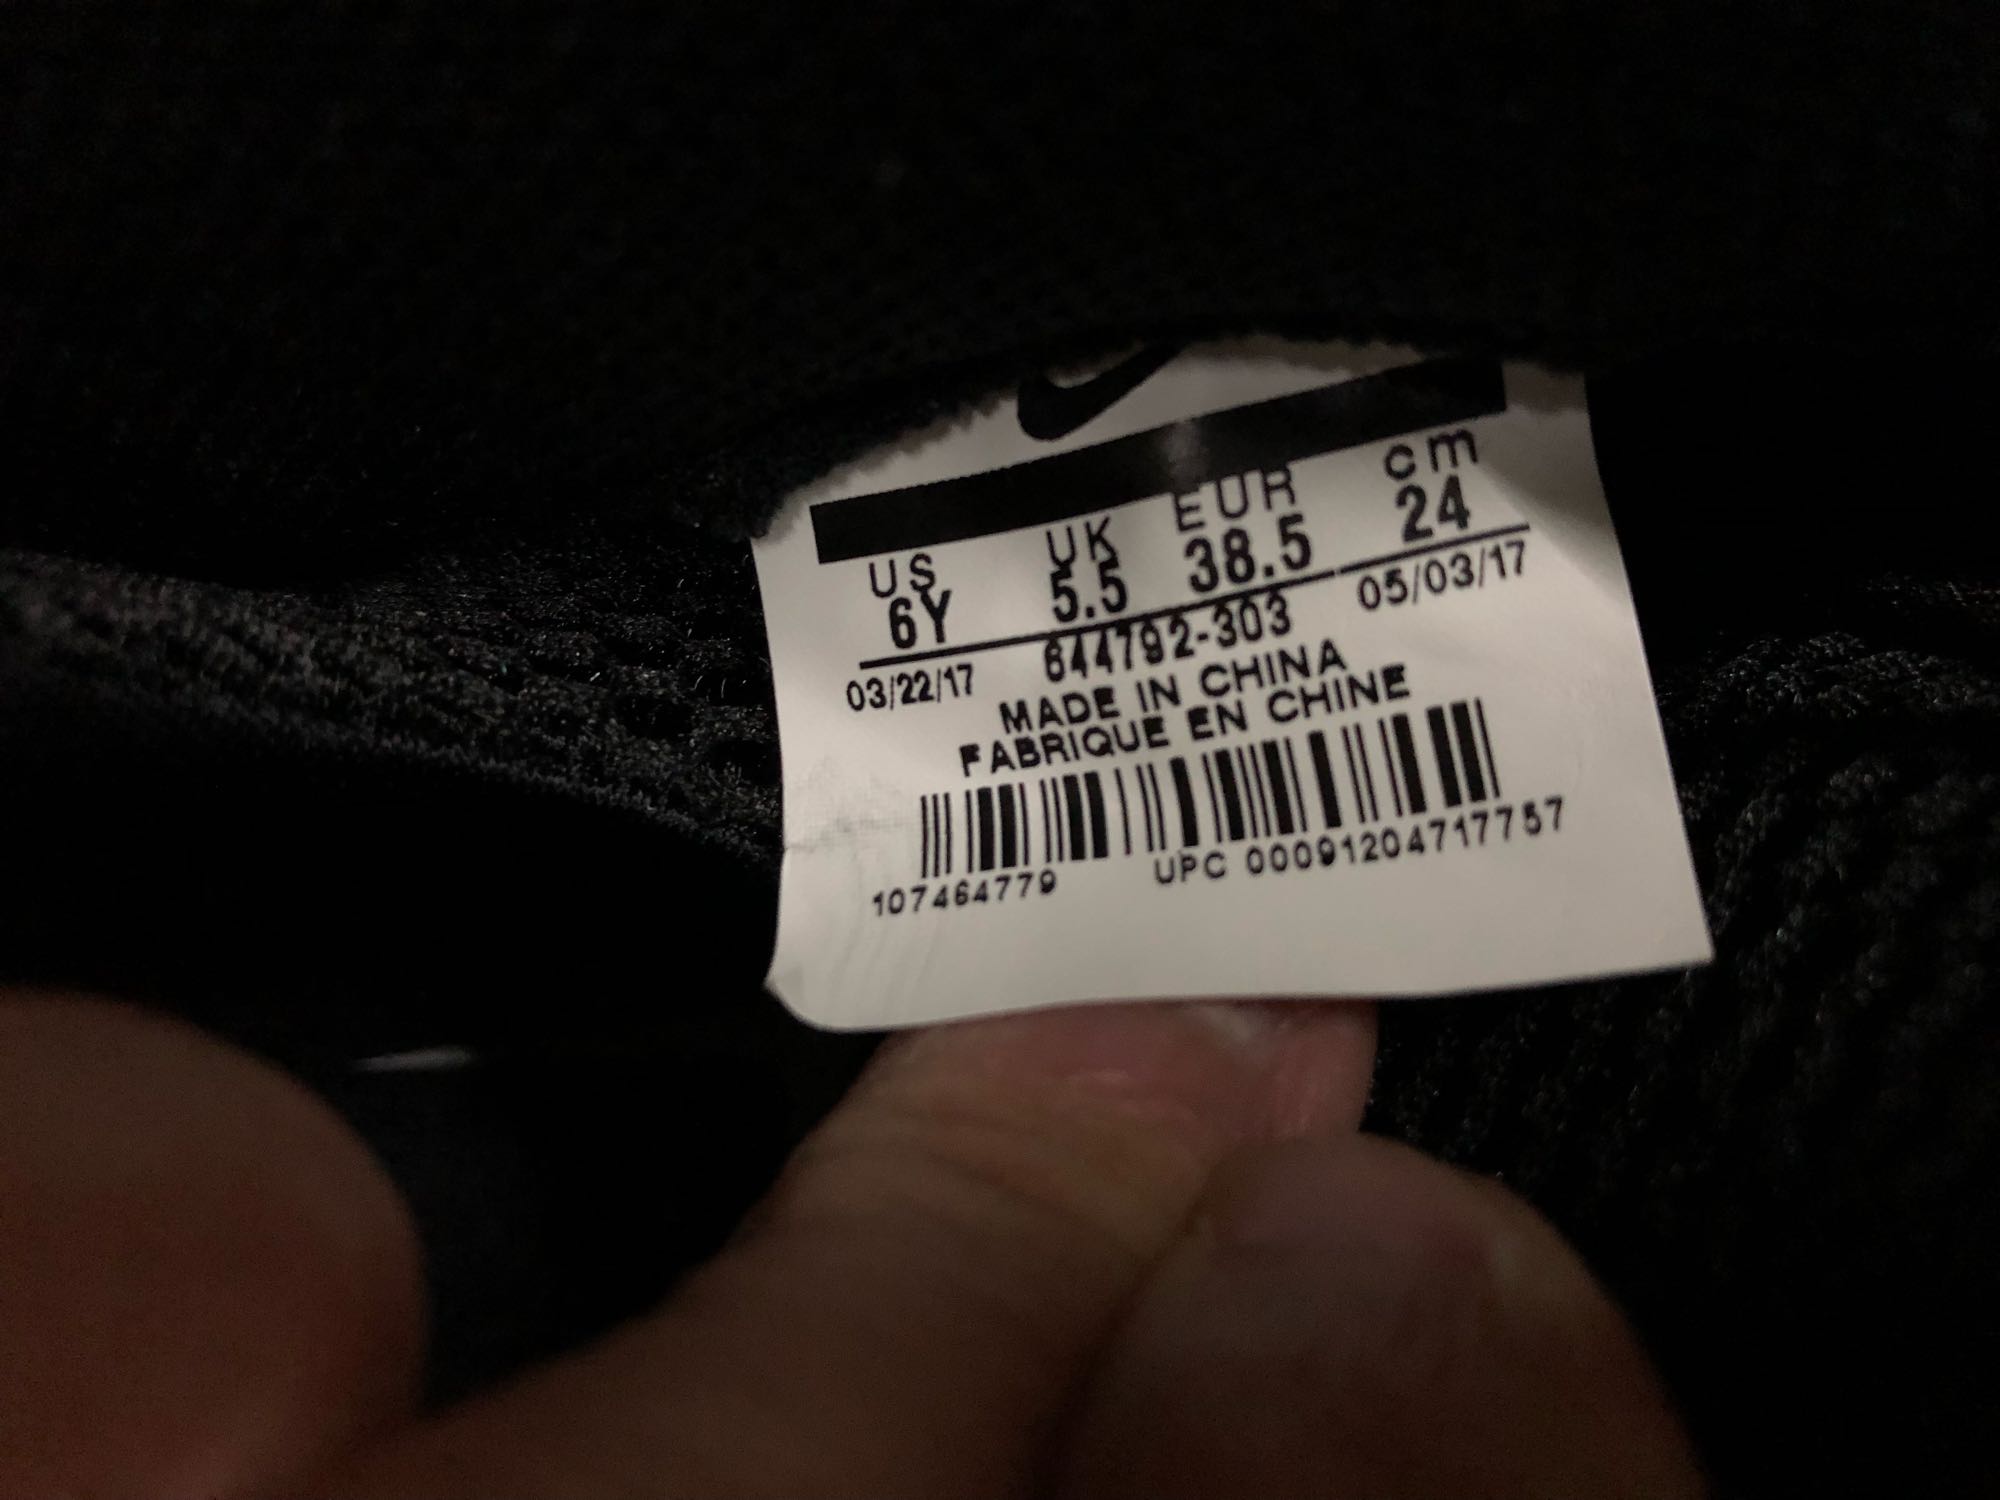 US UK EUR cm
6Y 5.5 38.5 24
03/22/17 644792-303 05/03/17
MADE IN CHINA
FABRIQUE EN CHINE
107464779 UPC 00091204717757